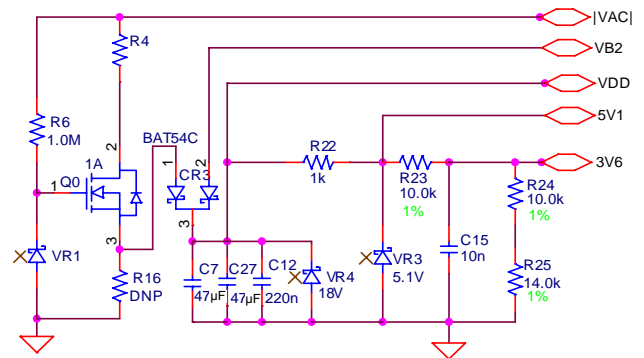 |VAC|
R4
VB2
VDD
R6
1.0M
5V1
1A
2
BAT54C
1
2
R22
1k
3V6
1
Q0
CR3
R23
10.0k
1%
R24
10.0k
1%
3
3
VR1
R16
DNP
C7
47µF
C27
47µF
C12
220n
VR4
18V
VR3
5.1V
C15
10n
R25
14.0k
1%